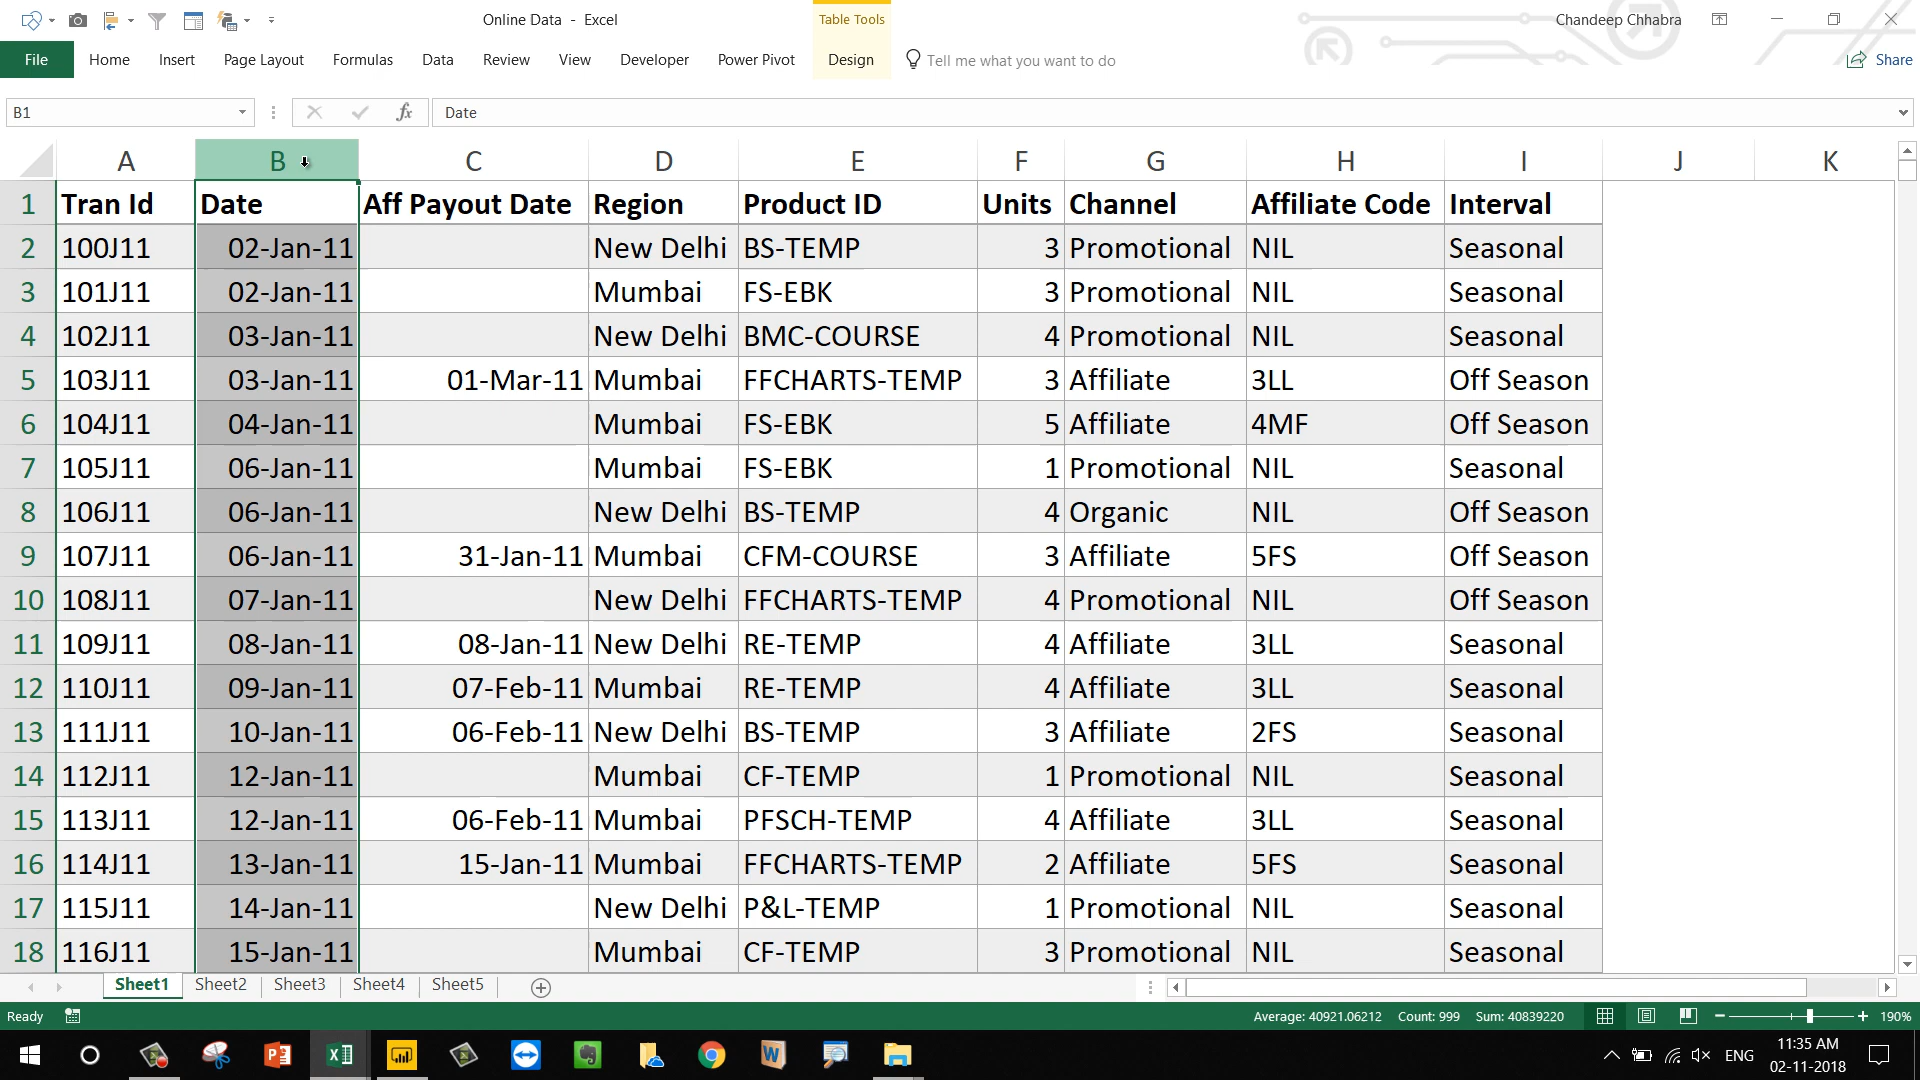 Online Data - Excel
Table Tools
Chandeep Chhabra
File Home Insert Page Layout Formulas Data Review View Developer Power Pivot Design Tell me what you want to do Share
B1 fx Date
A B C D E F G H I J K
1 Tran Id Date Aff Payout Date Region Product ID Units Channel Affiliate Code Interval
2 100J11 02-Jan-11 New Delhi BS-TEMP 3 Promotional NIL Seasonal
3 101J11 02-Jan-11 Mumbai FS-EBK 3 Promotional NIL Seasonal
4 102J11 03-Jan-11 New Delhi BMC-COURSE 4 Promotional NIL Seasonal
5 103J11 03-Jan-11 01-Mar-11 Mumbai FFCHARTS-TEMP 3 Affiliate 3LL Off Season
6 104J11 04-Jan-11 Mumbai FS-EBK 5 Affiliate 4MF Off Season
7 105J11 06-Jan-11 Mumbai FS-EBK 1 Promotional NIL Seasonal
8 106J11 06-Jan-11 New Delhi BS-TEMP 4 Organic NIL Off Season
9 107J11 06-Jan-11 31-Jan-11 Mumbai CFM-COURSE 3 Affiliate 5FS Off Season
10 108J11 07-Jan-11 New Delhi FFCHARTS-TEMP 4 Promotional NIL Off Season
11 109J11 08-Jan-11 08-Jan-11 New Delhi RE-TEMP 4 Affiliate 3LL Seasonal
12 110J11 09-Jan-11 07-Feb-11 Mumbai RE-TEMP 4 Affiliate 3LL Seasonal
13 111J11 10-Jan-11 06-Feb-11 New Delhi BS-TEMP 3 Affiliate 2FS Seasonal
14 112J11 12-Jan-11 Mumbai CF-TEMP 1 Promotional NIL Seasonal
15 113J11 12-Jan-11 06-Feb-11 Mumbai PFSCH-TEMP 4 Affiliate 3LL Seasonal
16 114J11 13-Jan-11 15-Jan-11 Mumbai FFCHARTS-TEMP 2 Affiliate 5FS Seasonal
17 115J11 14-Jan-11 New Delhi P&L-TEMP 1 Promotional NIL Seasonal
18 116J11 15-Jan-11 Mumbai CF-TEMP 3 Promotional NIL Seasonal
Sheet1 Sheet2 Sheet3 Sheet4 Sheet5
Ready Average: 40921.06212 Count: 999 Sum: 40839220 190%
ENG 11:35 AM
02-11-2018